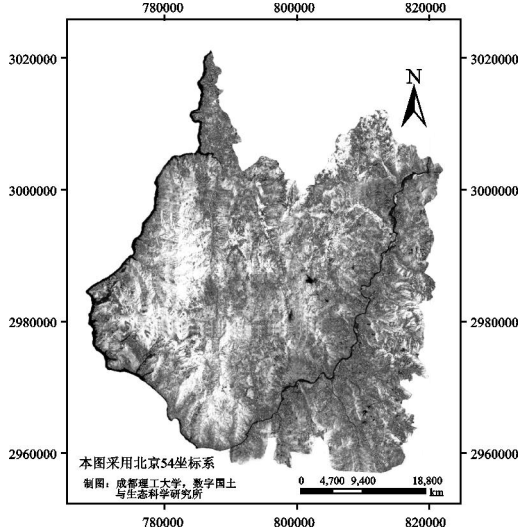 780000 800000 820000
3020000 3020000
N
3000000 3000000
2980000 2980000
2960000 2960000
本图采用北京54坐标系
制图：成都理工大学，数字国土
与生态科学研究所
0 4,700 9,400 18,800
km
780000 800000 820000